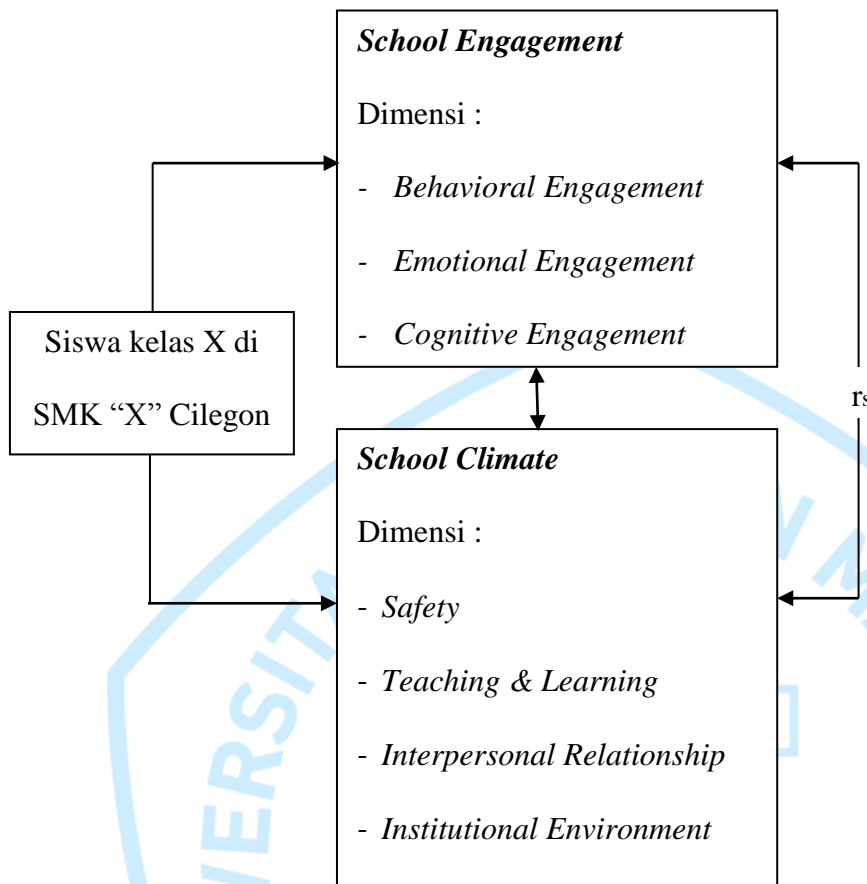 School Engagement
Dimensi :
- Behavioral Engagement
- Emotional Engagement
- Cognitive Engagement
Siswa kelas X di
SMK “X” Cilegon
rs
School Climate
Dimensi :
- Safety
- Teaching & Learning
- Interpersonal Relationship
- Institutional Environment